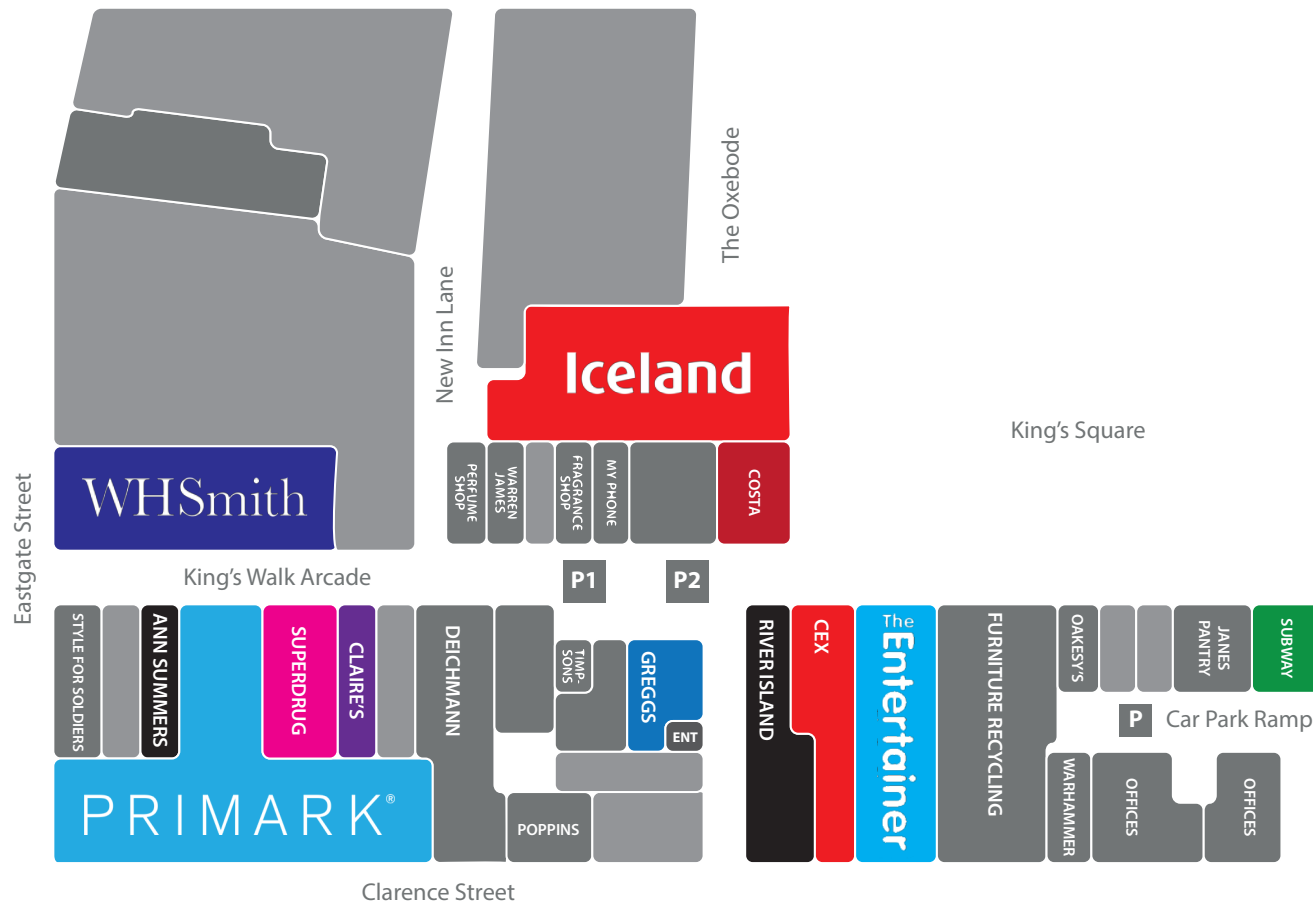 The Oxebode
New Inn Lane
Iceland
King's Square
PERFUME
SHOP
WARREN
JAMES
FRAGRANCE
SHOP
MY PHONE
COSTA
WHSmith
Eastgate Street
King's Walk Arcade
P1
P2
STYLE FOR SOLDIERS
ANN SUMMERS
SUPERDRUG
CLAIRE'S
DEICHMANN
TIMP-
SONS
GREGGS
ENT
RIVER ISLAND
CEX
The
Entertainer
FURNITURE RECYCLING
OAKESY'S
JANES
PANTRY
SUBWAY
P
Car Park Ramp
PRIMARK®
POPPINS
WARHAMMER
OFFICES
OFFICES
Clarence Street